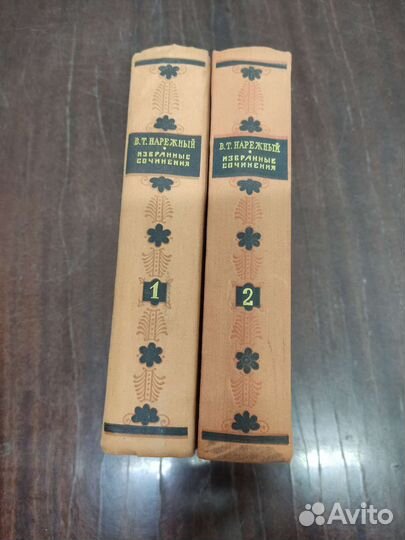 В.Т. НАРЕЖНЫЙ
ИЗБРАННЫЕ
СОЧИНЕНИЯ
1
В.Т. НАРЕЖНЫЙ
ИЗБРАННЫЕ
СОЧИНЕНИЯ
2
Avito